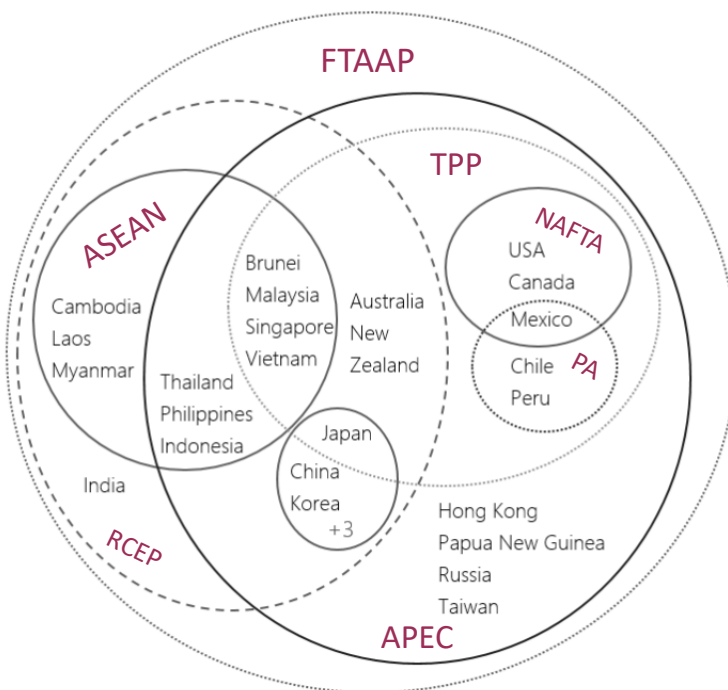 FTAAP
TPP
ASEAN
NAFTA
USA
Canada
Mexico
Chile
Peru
PA
Brunei
Malaysia
Singapore
Vietnam
Australia
New
Zealand
Cambodia
Laos
Myanmar
Thailand
Philippines
Indonesia
Japan
China
Korea
+3
India
RCEP
Hong Kong
Papua New Guinea
Russia
Taiwan
APEC